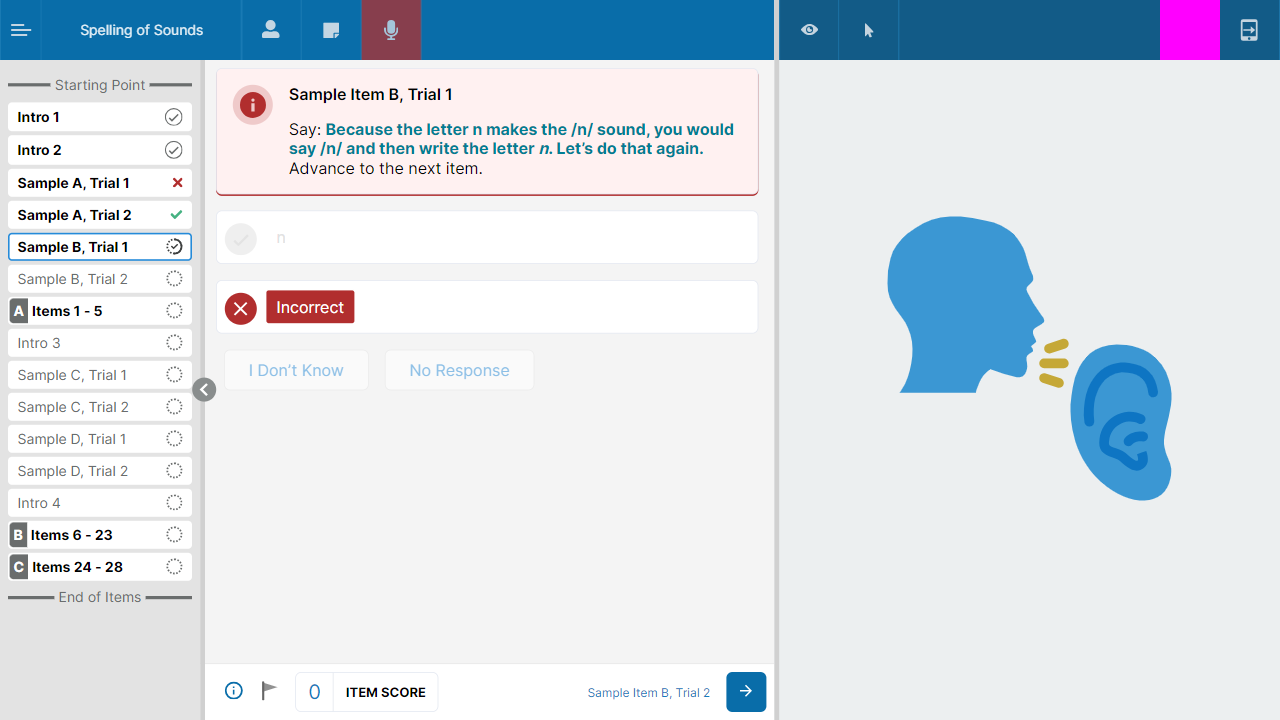 Spelling of Sounds
Starting Point
Intro 1
Intro 2
Sample A, Trial 1
Sample A, Trial 2
Sample B, Trial 1
Sample B, Trial 2
A Items 1 - 5
Intro 3
Sample C, Trial 1
Sample C, Trial 2
Sample D, Trial 1
Sample D, Trial 2
Intro 4
B Items 6 - 23
C Items 24 - 28
End of Items
Sample Item B, Trial 1
Say: Because the letter n makes the /n/ sound, you would
say /n/ and then write the letter n. Let’s do that again.
Advance to the next item.
n
Incorrect
I Don’t Know
No Response
0 ITEM SCORE
Sample Item B, Trial 2